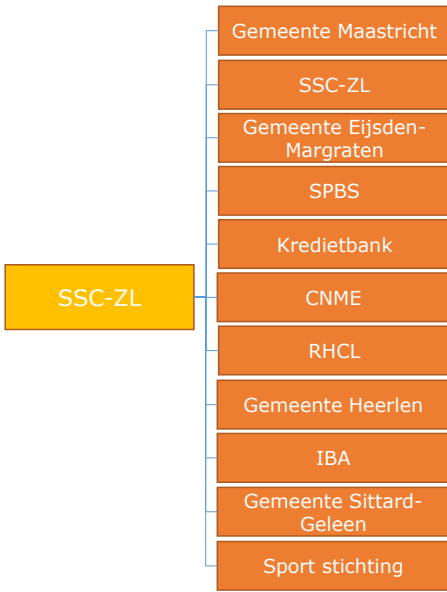 Gemeente Maastricht
SSC-ZL
Gemeente Eijsden-
Margraten
SPBS
Kredietbank
SSC-ZL
CNME
RHCL
Gemeente Heerlen
IBA
Gemeente Sittard-
Geleen
Sport stichting